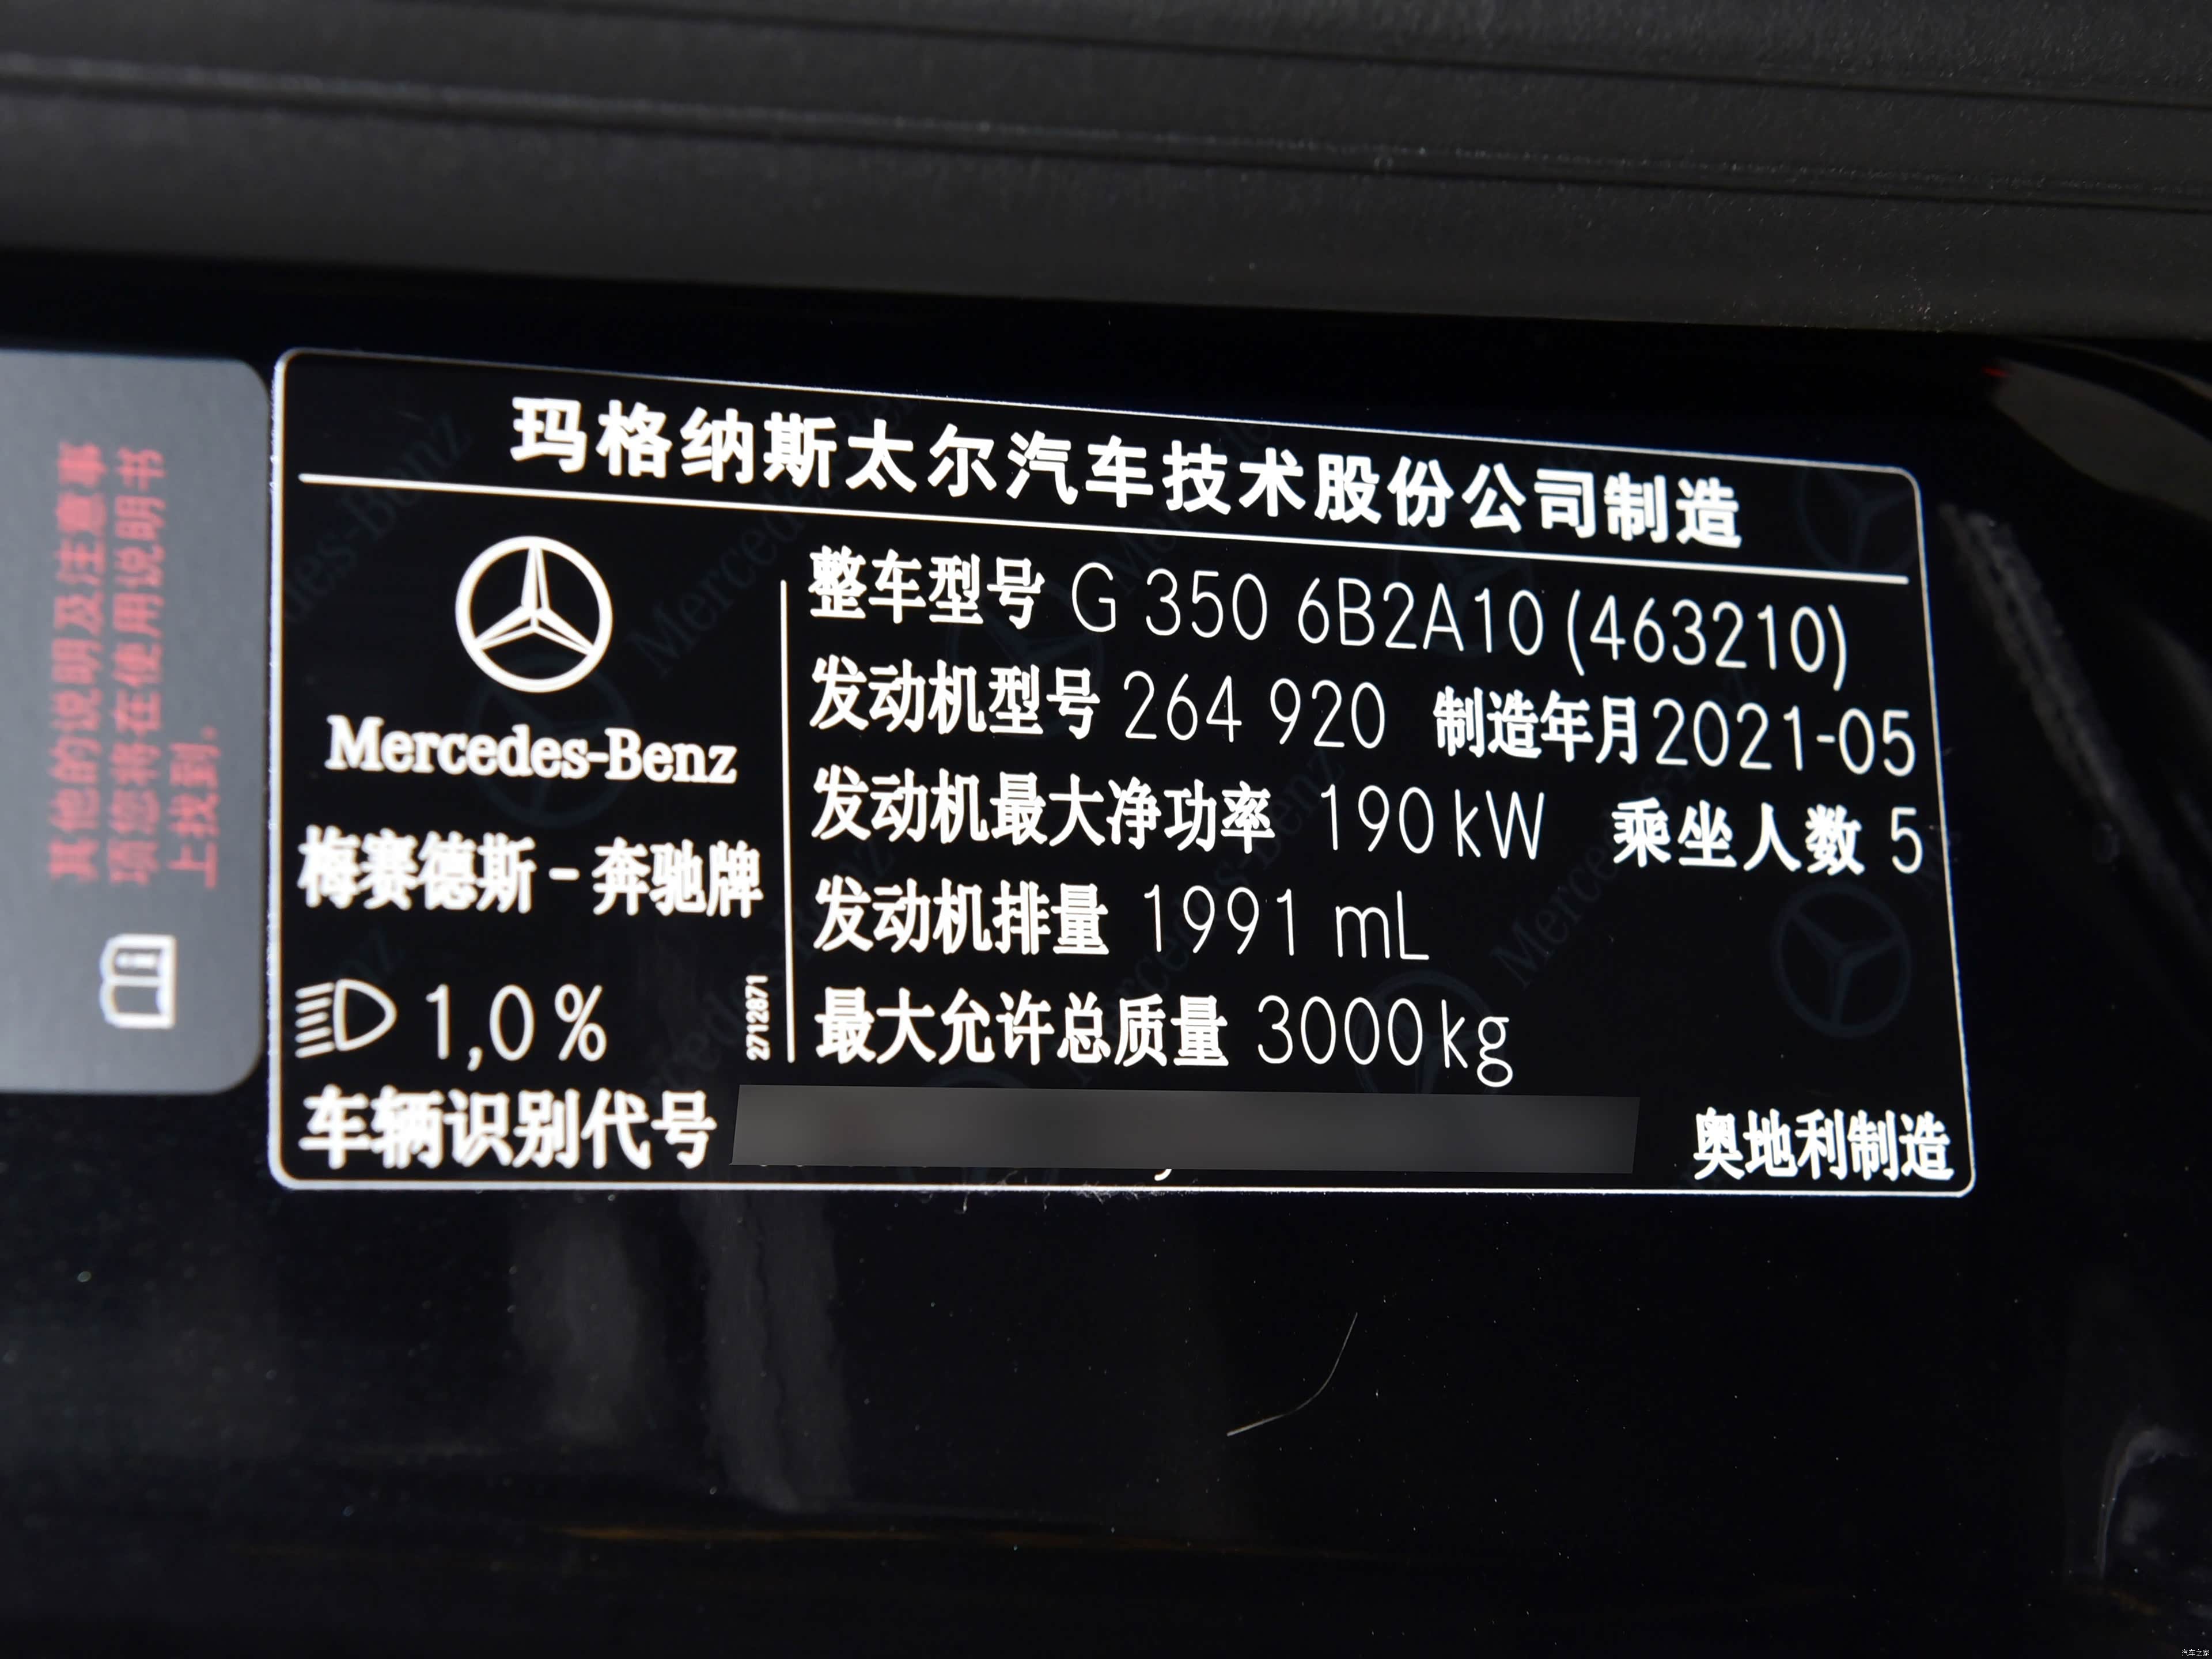 玛格纳斯太尔汽车技术股份公司制造
整车型号 G 350 6B2A10 (463210)
发动机型号 264 920 制造年月 2021-05
发动机最大净功率 190 kW 乘坐人数 5
发动机排量 1991 mL
最大允许总质量 3000 kg
Mercedes-Benz
梅赛德斯-奔驰牌
1,0 %
2712671
车辆识别代号
奥地利制造
其他的说明及注意事
项您将在使用说明书
上找到。
汽车之家